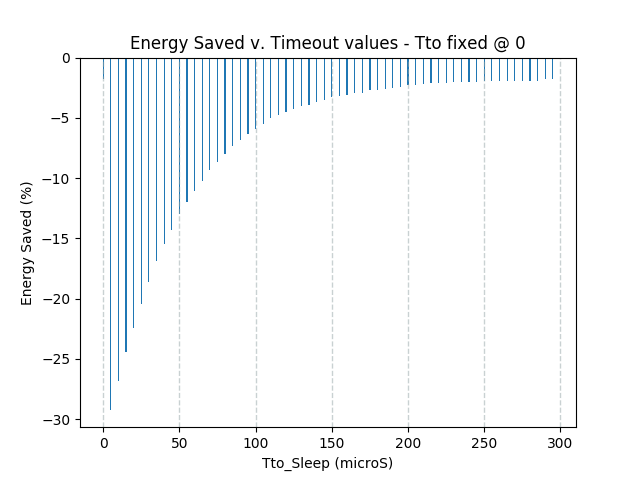 Energy Saved v. Timeout values - Tto fixed @ 0
Energy Saved (%)
0
−5
−10
−15
−20
−25
−30
0 50 100 150 200 250 300
Tto_Sleep (microS)